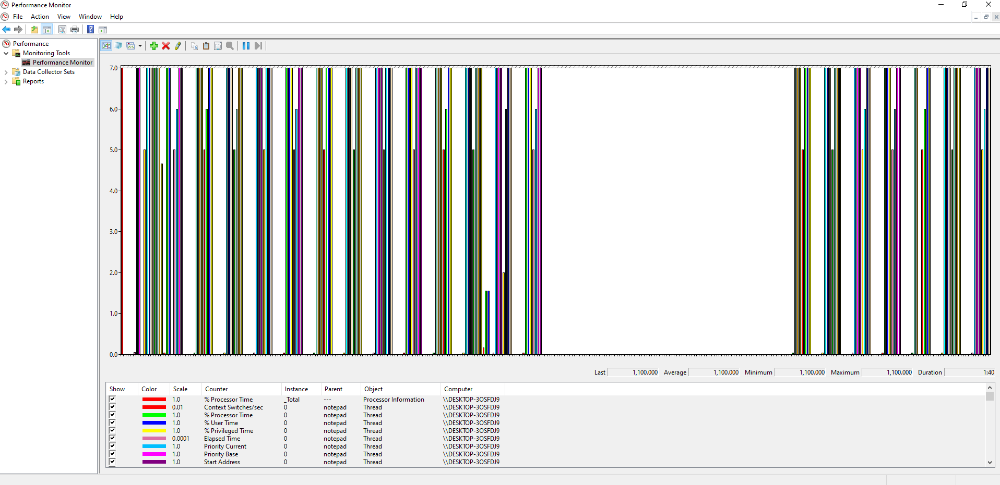 Performance Monitor
File Action View Window Help
Performance
Monitoring Tools
Performance Monitor
Data Collector Sets
Reports
7.0
6.0
5.0
4.0
3.0
2.0
1.0
0.0
Last 1,100.000 Average 1,100.000 Minimum 1,100.000 Maximum 1,100.000 Duration 1:40
Show Color Scale Counter Instance Parent Object Computer
1.0 % Processor Time _Total --- Processor Information \\DESKTOP-3OSFDJ9
0.01 Context Switches/sec 0 notepad Thread \\DESKTOP-3OSFDJ9
1.0 % Processor Time 0 notepad Thread \\DESKTOP-3OSFDJ9
1.0 % User Time 0 notepad Thread \\DESKTOP-3OSFDJ9
1.0 % Privileged Time 0 notepad Thread \\DESKTOP-3OSFDJ9
0.0001 Elapsed Time 0 notepad Thread \\DESKTOP-3OSFDJ9
1.0 Priority Current 0 notepad Thread \\DESKTOP-3OSFDJ9
1.0 Priority Base 0 notepad Thread \\DESKTOP-3OSFDJ9
1.0 Start Address 0 notepad Thread \\DESKTOP-3OSFDJ9